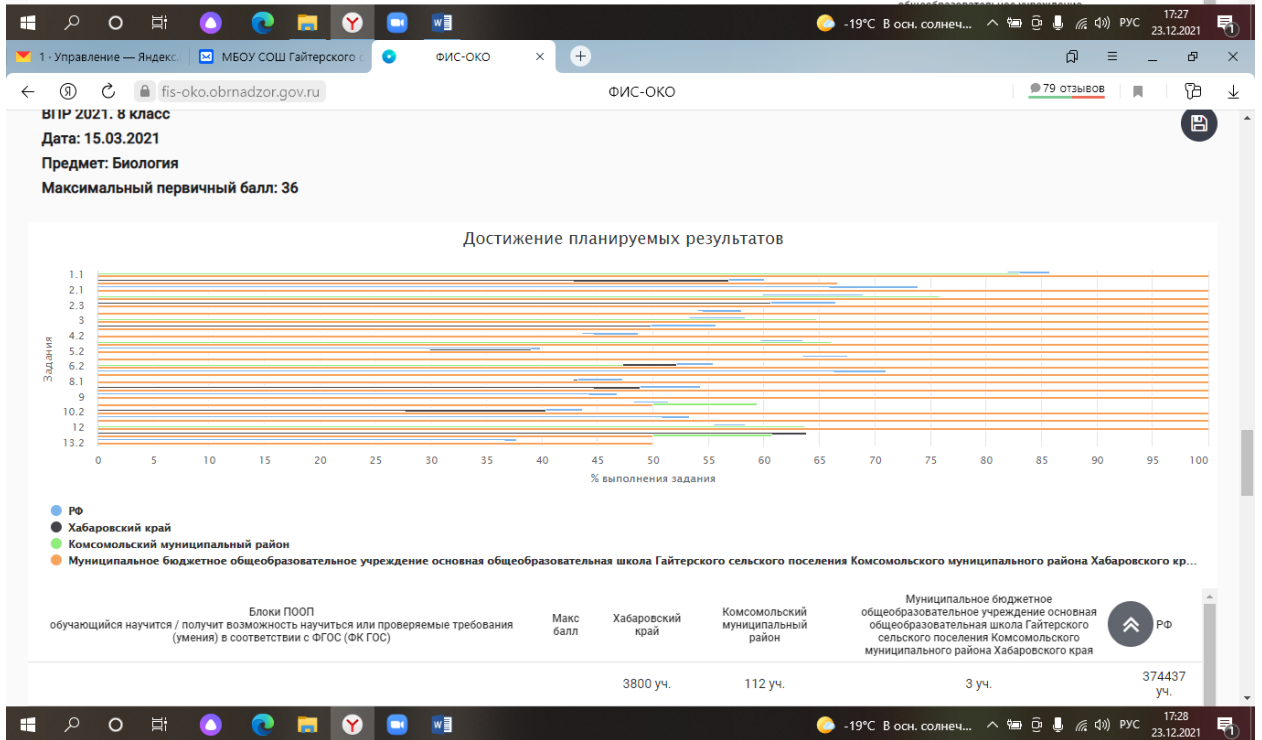 общеобразовательное учреждение
-19°C В осн. солнеч... РУС 17:27
23.12.2021
1 · Управление — Яндекс МБОУ СОШ Гайтерского с ФИС-ОКО
fis-oko.obrnadzor.gov.ru ФИС-ОКО 79 отзывов
ВПР 2021. 8 класс
Дата: 15.03.2021
Предмет: Биология
Максимальный первичный балл: 36
Достижение планируемых результатов
Задания
1.1
2.1
2.3
3
4.2
5.2
6.2
8.1
9
10.2
12
13.2
0 5 10 15 20 25 30 35 40 45 50 55 60 65 70 75 80 85 90 95 100
% выполнения задания
РФ
Хабаровский край
Комсомольский муниципальный район
Муниципальное бюджетное общеобразовательное учреждение основная общеобразовательная школа Гайтерского сельского поселения Комсомольского муниципального района Хабаровского кр...
Блоки ПООП
обучающийся научится / получит возможность научиться или проверяемые требования
(умения) в соответствии с ФГОС (ФК ГОС)
Макс
балл
Хабаровский
край
Комсомольский
муниципальный
район
Муниципальное бюджетное
общеобразовательное учреждение основная
общеобразовательная школа Гайтерского
сельского поселения Комсомольского
муниципального района Хабаровского края
РФ
3800 уч. 112 уч. 3 уч. 374437
уч.
-19°C В осн. солнеч... РУС 17:28
23.12.2021